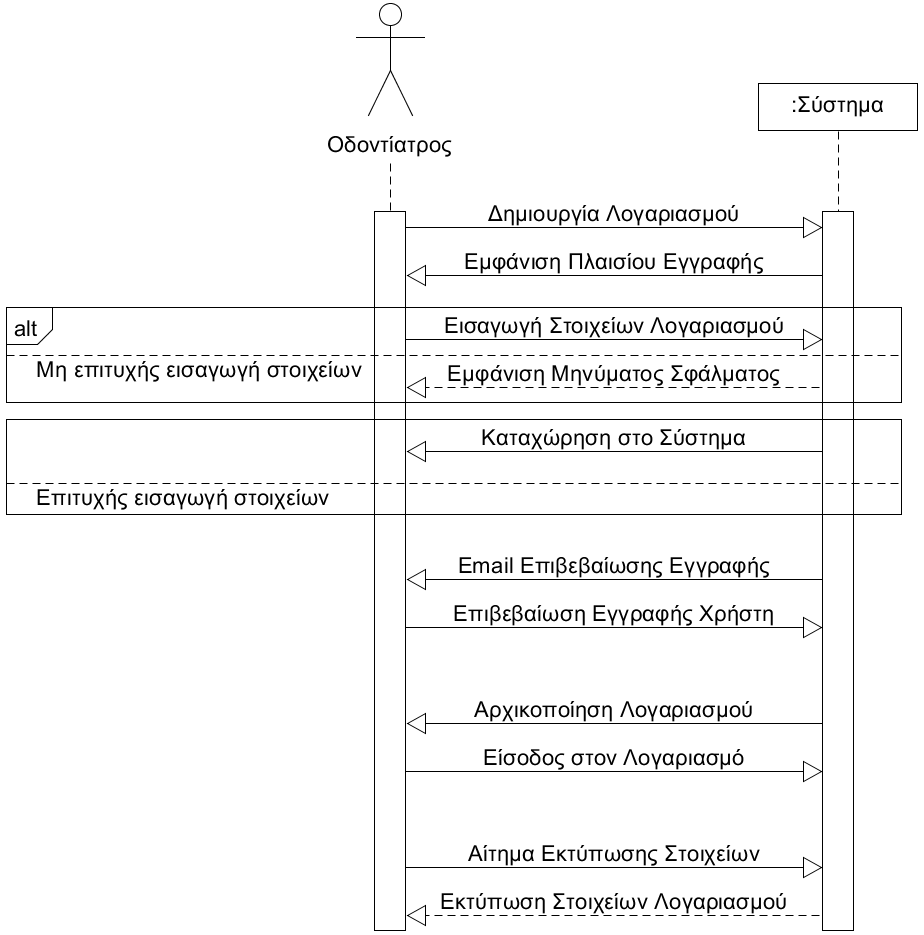 Οδοντίατρος
:Σύστημα
Δημιουργία Λογαριασμού
Εμφάνιση Πλαισίου Εγγραφής
alt
Εισαγωγή Στοιχείων Λογαριασμού
Μη επιτυχής εισαγωγή στοιχείων
Εμφάνιση Μηνύματος Σφάλματος
Καταχώρηση στο Σύστημα
Επιτυχής εισαγωγή στοιχείων
Email Επιβεβαίωσης Εγγραφής
Επιβεβαίωση Εγγραφής Χρήστη
Αρχικοποίηση Λογαριασμού
Είσοδος στον Λογαριασμό
Αίτημα Εκτύπωσης Στοιχείων
Εκτύπωση Στοιχείων Λογαριασμού